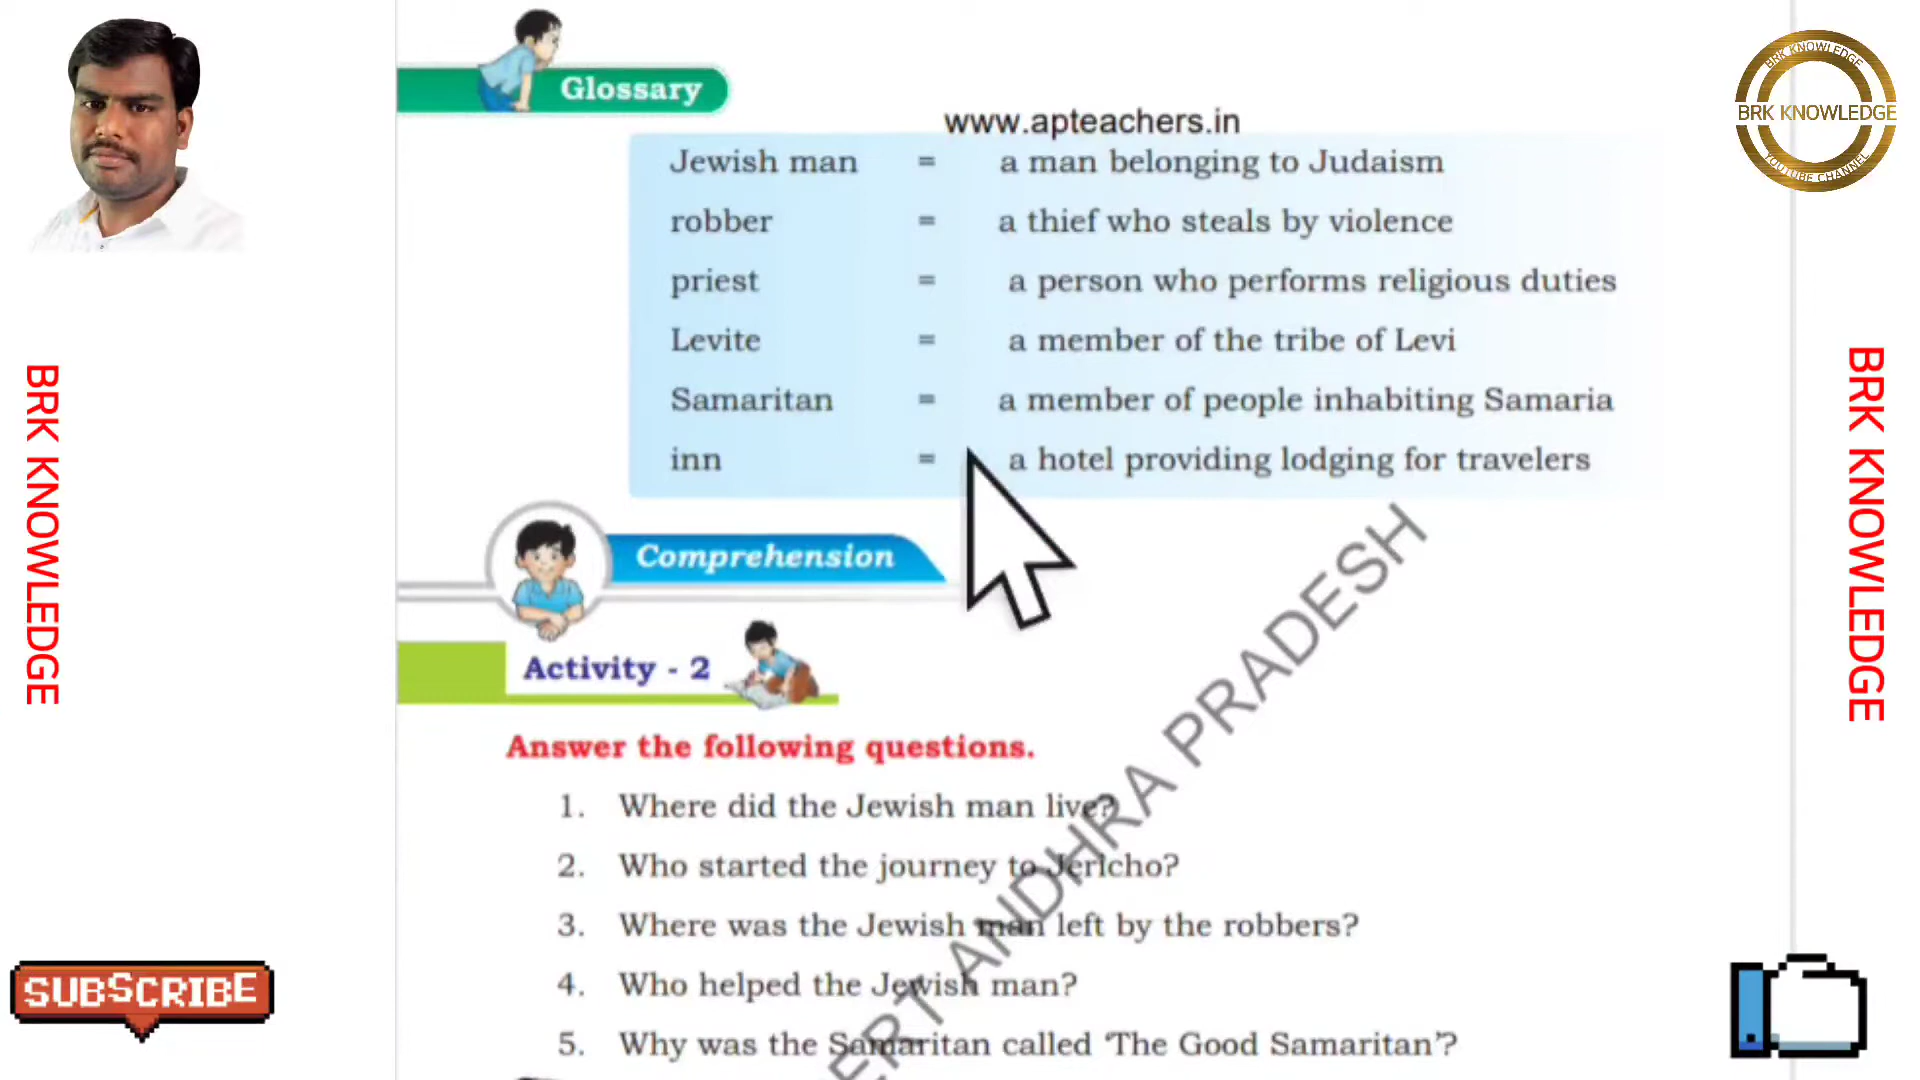 Glossary
www.apteachers.in
BRK KNOWLEDGE
BRK KNOWLEDGE
YOUTUBE CHANNEL
Jewish man = a man belonging to Judaism
robber = a thief who steals by violence
priest = a person who performs religious duties
Levite = a member of the tribe of Levi
Samaritan = a member of people inhabiting Samaria
inn = a hotel providing lodging for travelers
BRK KNOWLEDGE
BRK KNOWLEDGE
Comprehension
Activity - 2
Answer the following questions.
1. Where did the Jewish man live?
2. Who started the journey to Jericho?
3. Where was the Jewish man left by the robbers?
4. Who helped the Jewish man?
5. Why was the Samaritan called 'The Good Samaritan'?
ANDHRA PRADESH
SUBSCRIBE